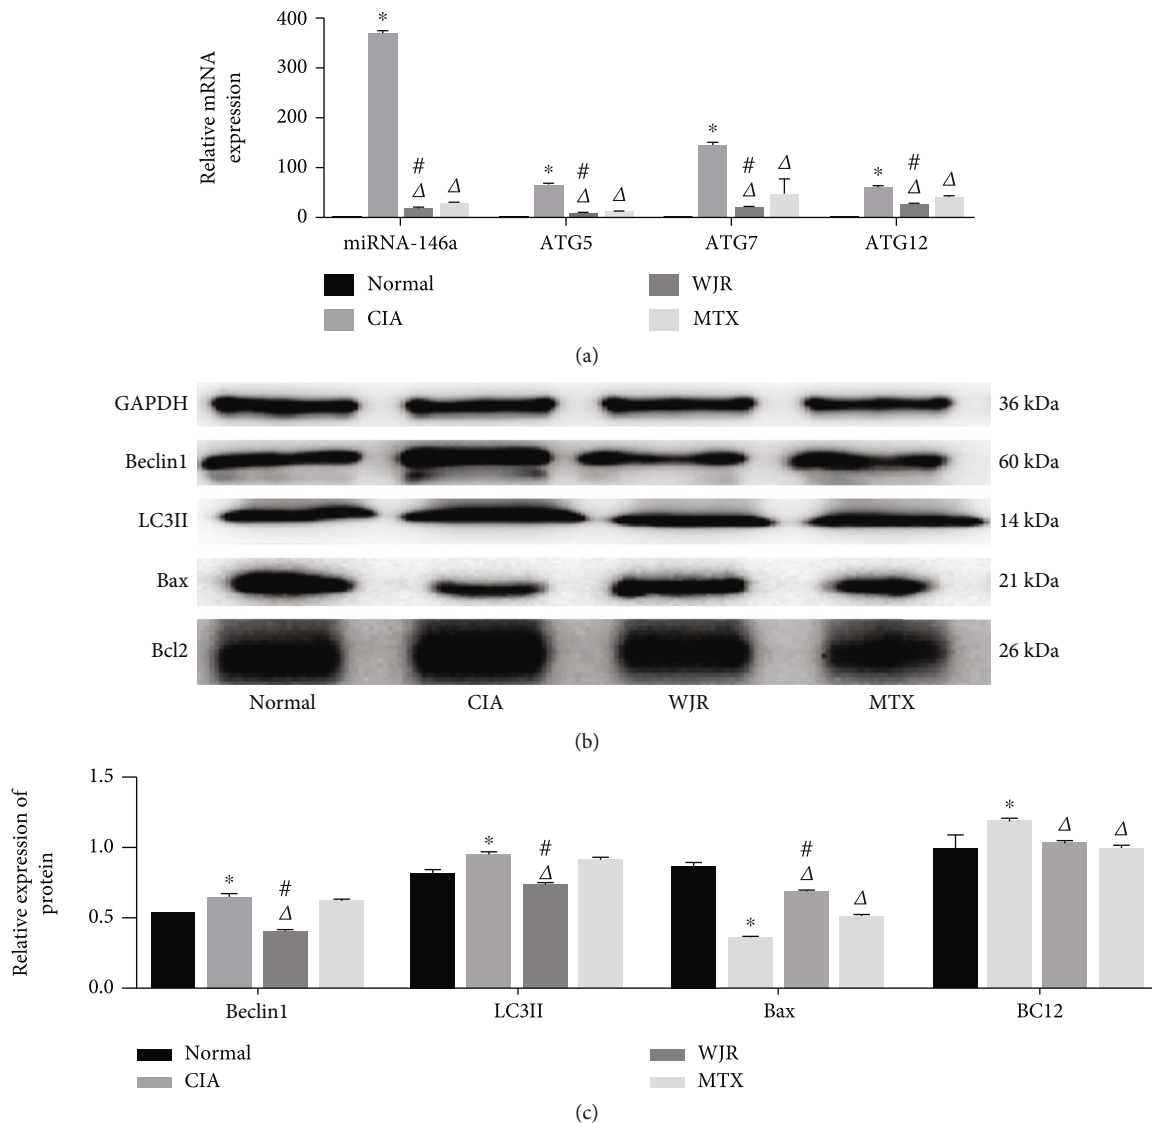 Relative mRNA
expression
400
300
200
100
0
*
#
Δ
Δ
*
#
Δ
Δ
*
#
Δ
Δ
*
#
Δ
Δ
miRNA-146a ATG5 ATG7 ATG12
Normal WJR
CIA MTX
(a)
GAPDH 36 kDa
Beclin1 60 kDa
LC3II 14 kDa
Bax 21 kDa
Bcl2 26 kDa
Normal CIA WJR MTX
(b)
Relative expression of
protein
1.5
1.0
0.5
0.0
*
#
Δ
*
#
Δ
*
#
Δ
Δ
*
Δ
Δ
Beclin1 LC3II Bax BC12
Normal WJR
CIA MTX
(c)